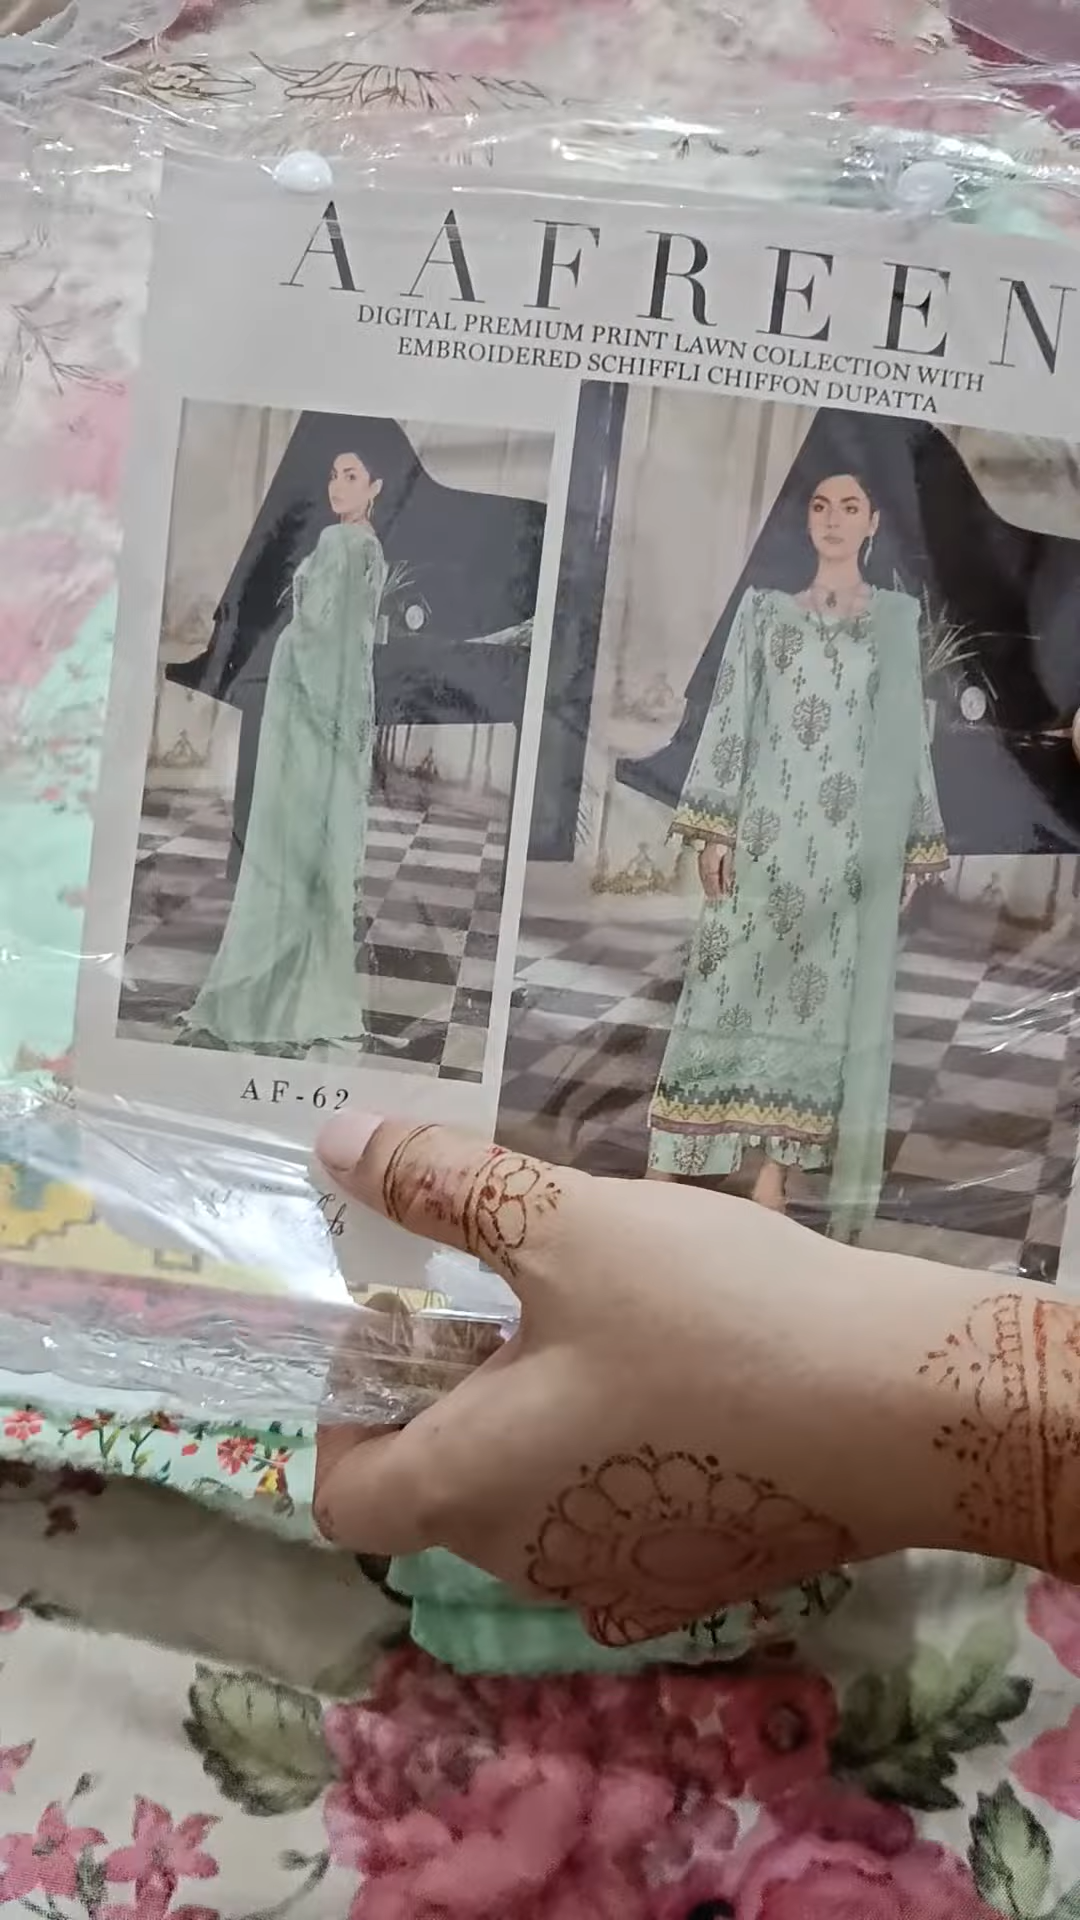 AAFREEN
DIGITAL PREMIUM PRINT LAWN COLLECTION WITH
EMBROIDERED SCHIFFLI CHIFFON DUPATTA
AF-62